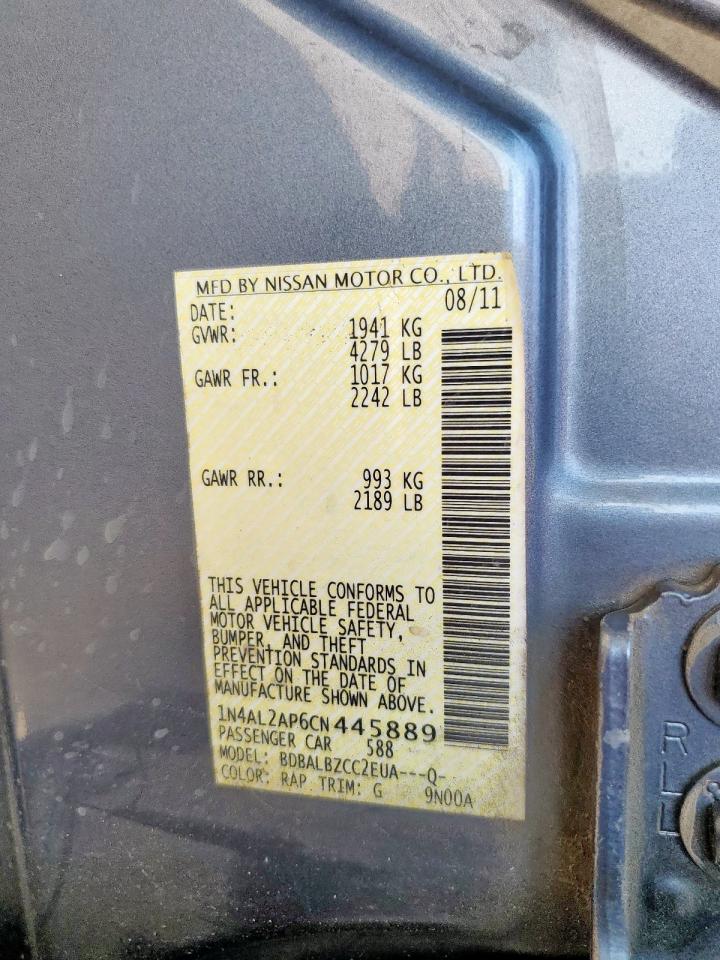 MFD BY NISSAN MOTOR CO., LTD.
DATE: 08/11
GVWR: 1941 KG
4279 LB
GAWR FR.: 1017 KG
2242 LB
GAWR RR.: 993 KG
2189 LB
THIS VEHICLE CONFORMS TO
ALL APPLICABLE FEDERAL
MOTOR VEHICLE SAFETY,
BUMPER, AND THEFT
PREVENTION STANDARDS IN
EFFECT ON THE DATE OF
MANUFACTURE SHOWN ABOVE.
1N4AL2AP6CN445889
PASSENGER CAR 588
MODEL: BDBALBZCC2EUA---Q-
COLOR: RAP TRIM: G 9N00A
RLL